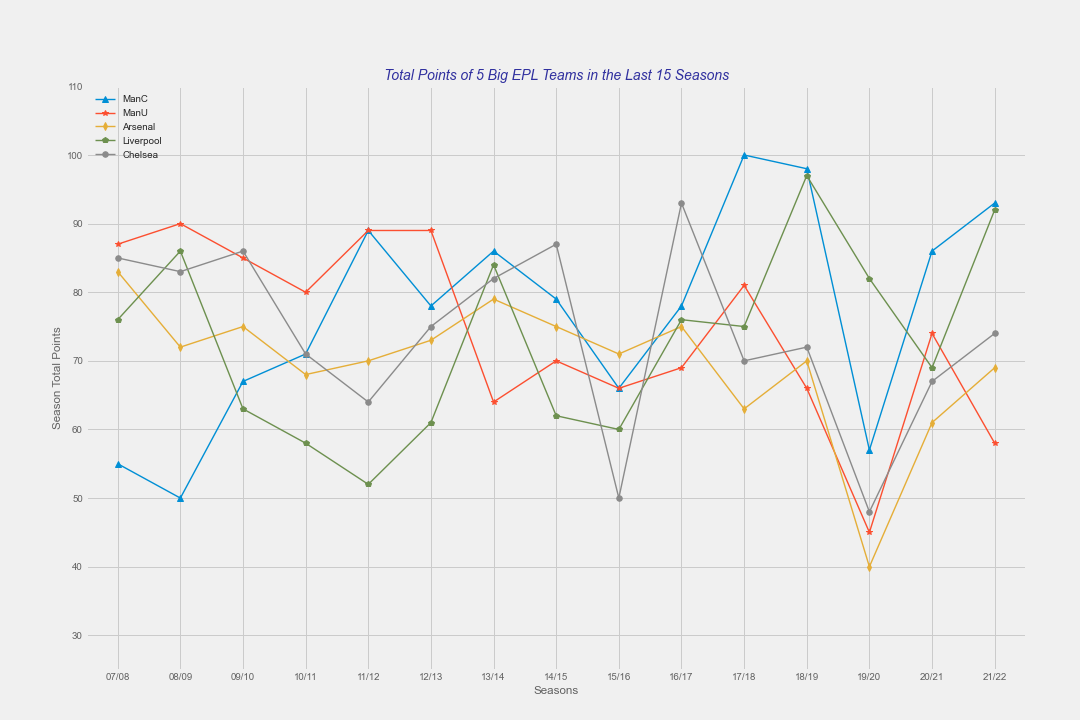 Total Points of 5 Big EPL Teams in the Last 15 Seasons
110
100
90
80
70
60
50
40
30
Season Total Points
ManC
ManU
Arsenal
Liverpool
Chelsea
07/08 08/09 09/10 10/11 11/12 12/13 13/14 14/15 15/16 16/17 17/18 18/19 19/20 20/21 21/22
Seasons